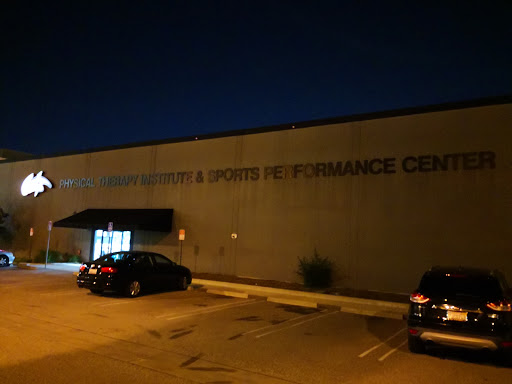 PHYSICAL THERAPY INSTITUTE & SPORTS PERFORMANCE CENTER